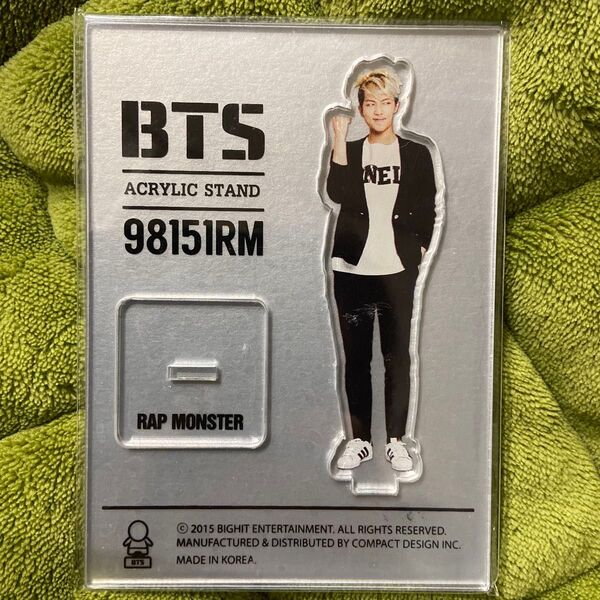 BTS
ACRYLIC STAND
98151RM
RAP MONSTER
© 2015 BIGHIT ENTERTAINMENT. ALL RIGHTS RESERVED.
MANUFACTURED & DISTRIBUTED BY COMPACT DESIGN INC.
MADE IN KOREA.
BTS